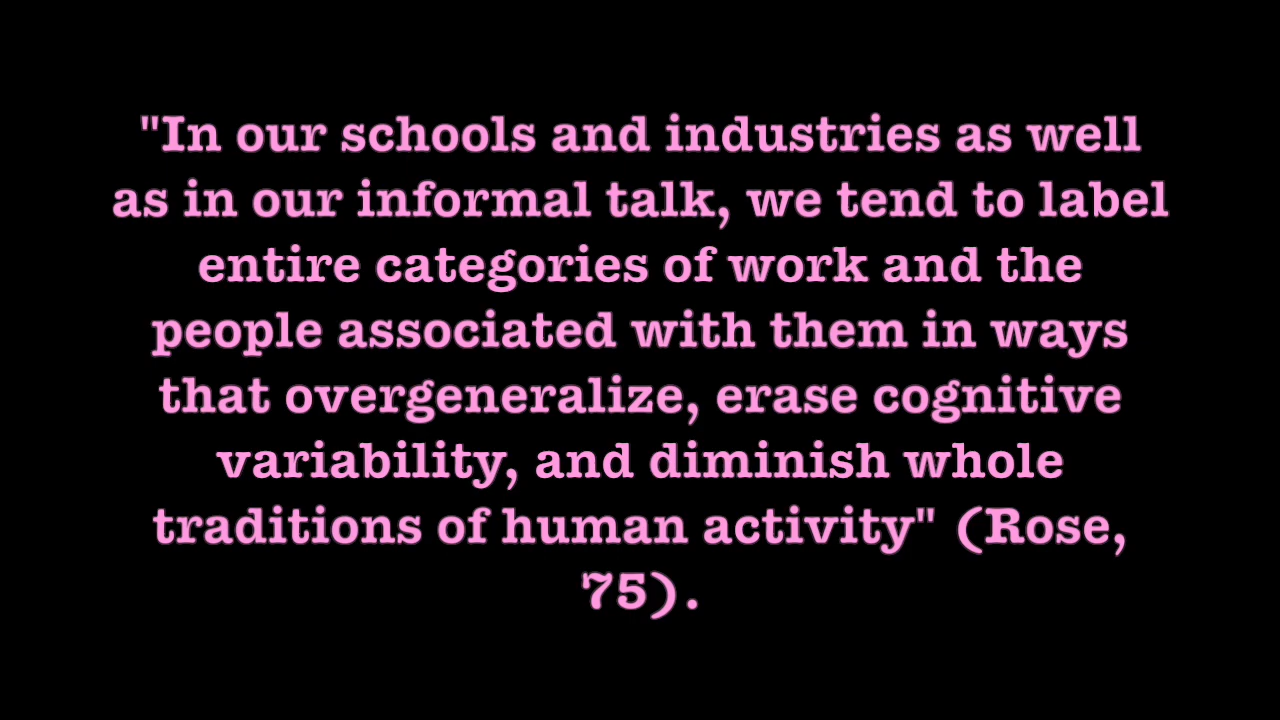 "In our schools and industries as well
as in our informal talk, we tend to label
entire categories of work and the
people associated with them in ways
that overgeneralize, erase cognitive
variability, and diminish whole
traditions of human activity" (Rose,
75).